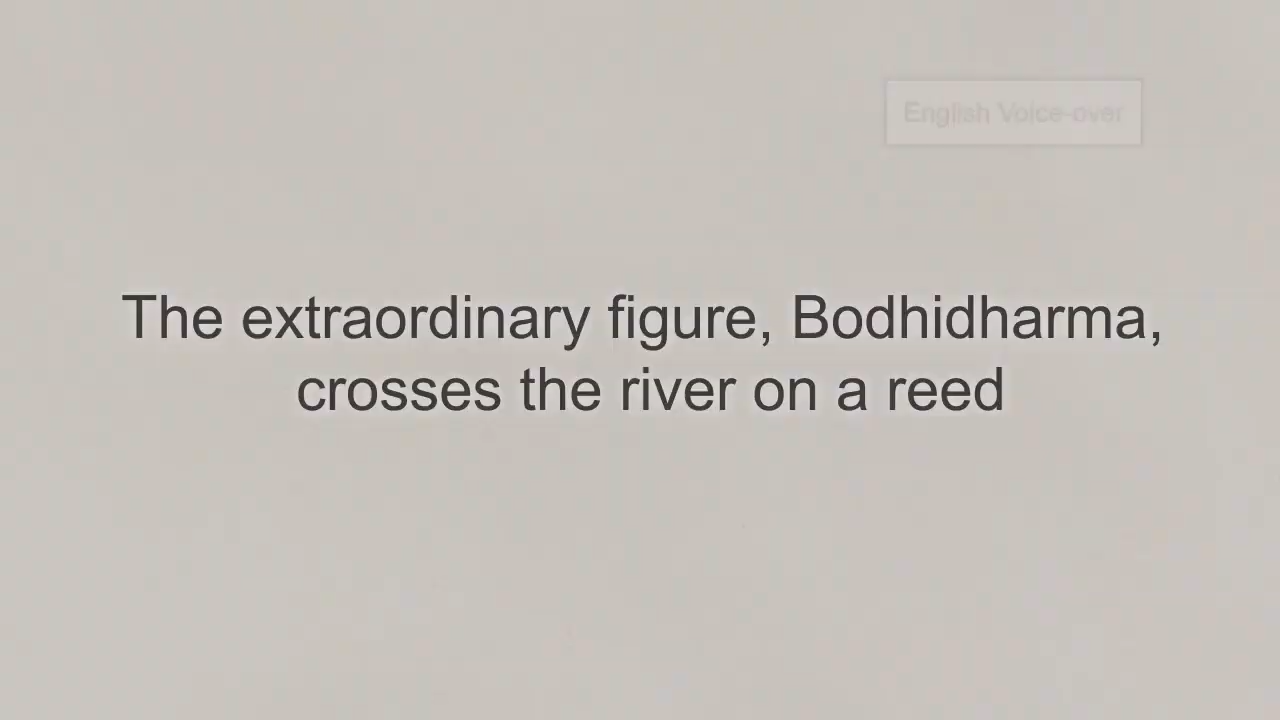 English Voice-over
The extraordinary figure, Bodhidharma,
crosses the river on a reed